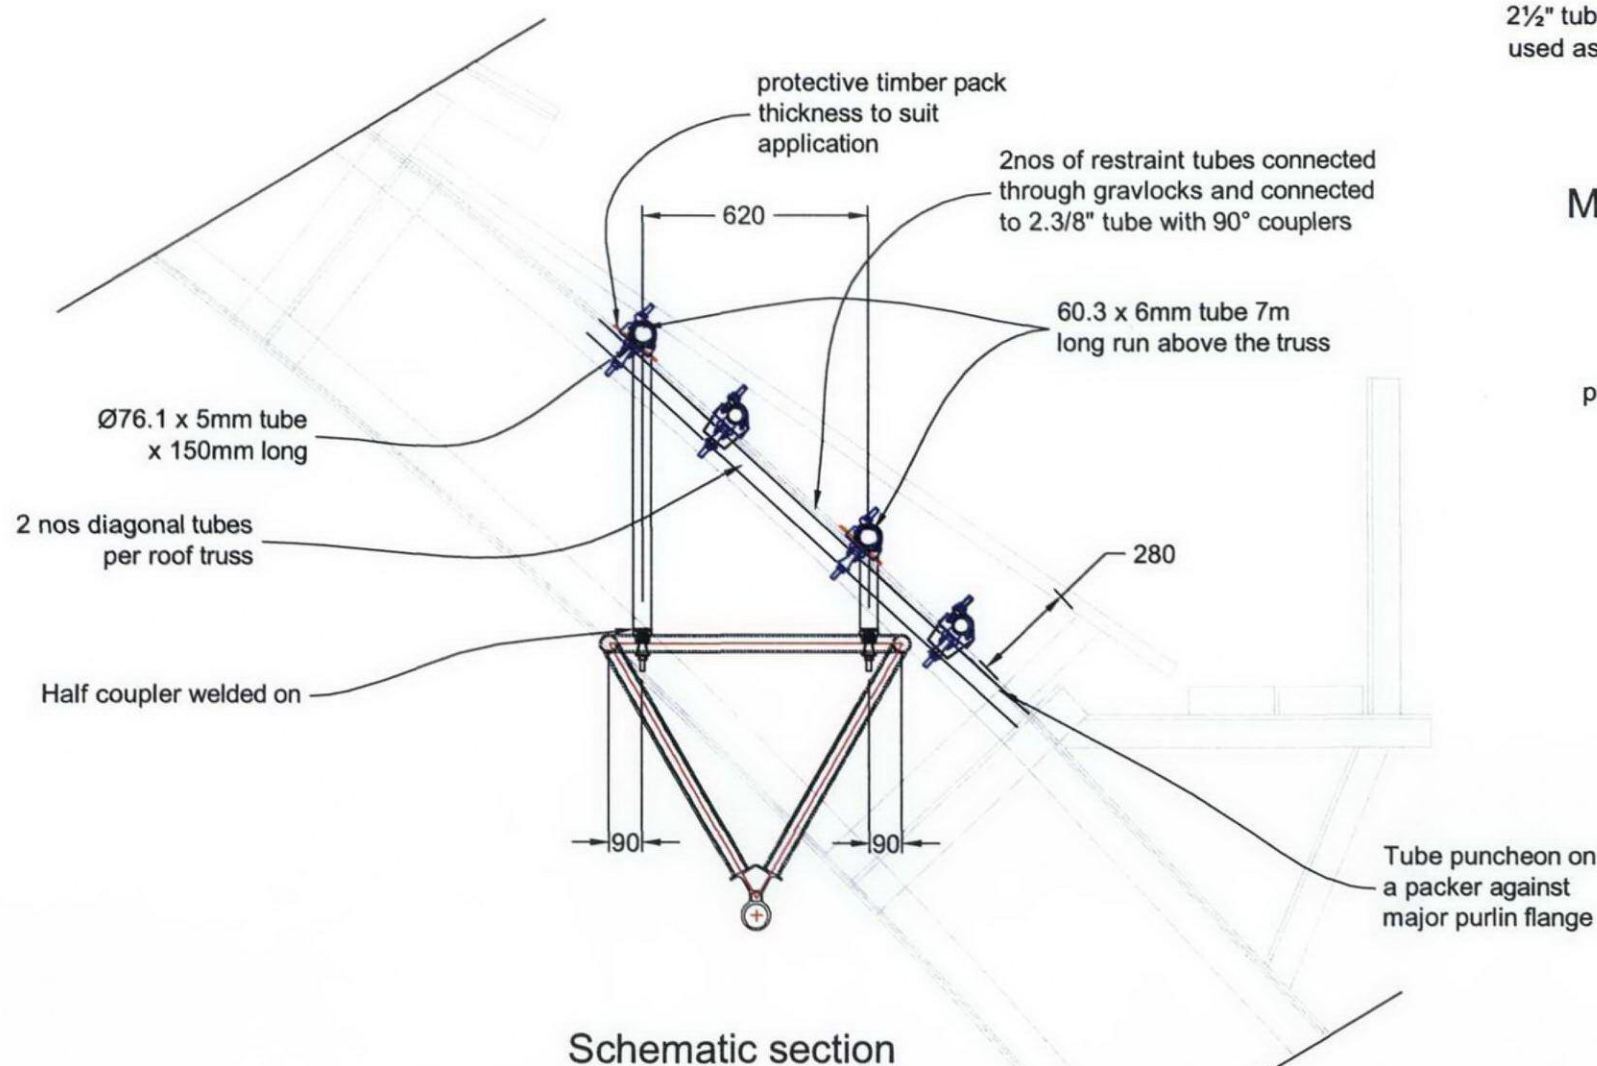 2½" tub
used as
protective timber pack
thickness to suit
application
2nos of restraint tubes connected
through gravlocks and connected
to 2.3/8" tube with 90° couplers
M
620
60.3 x 6mm tube 7m
long run above the truss
p
Ø76.1 x 5mm tube
x 150mm long
2 nos diagonal tubes
per roof truss
280
Half coupler welded on
90
90
Tube puncheon on
a packer against
major purlin flange
Schematic section